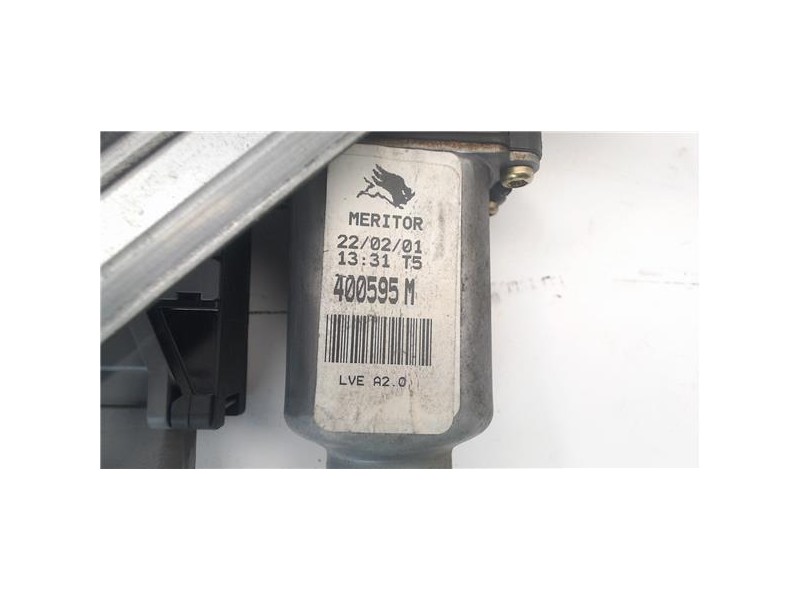 MERITOR
22/02/01
13:31 T5
400595 M
LVE A2.0